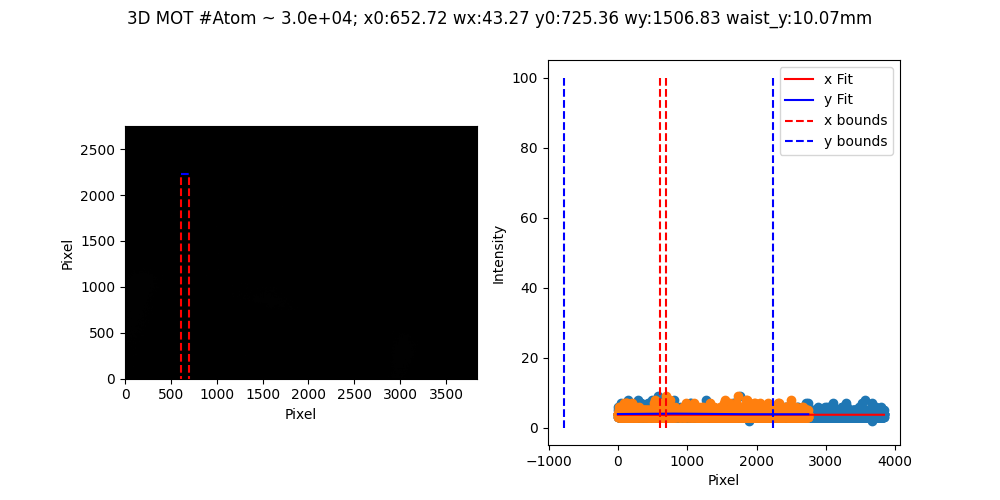 3D MOT #Atom ~ 3.0e+04; x0:652.72 wx:43.27 y0:725.36 wy:1506.83 waist_y:10.07mm
Pixel
2500
2000
1500
1000
500
0
0 500 1000 1500 2000 2500 3000 3500
Pixel
Intensity
100
80
60
40
20
0
−1000 0 1000 2000 3000 4000
Pixel
x Fit
y Fit
x bounds
y bounds